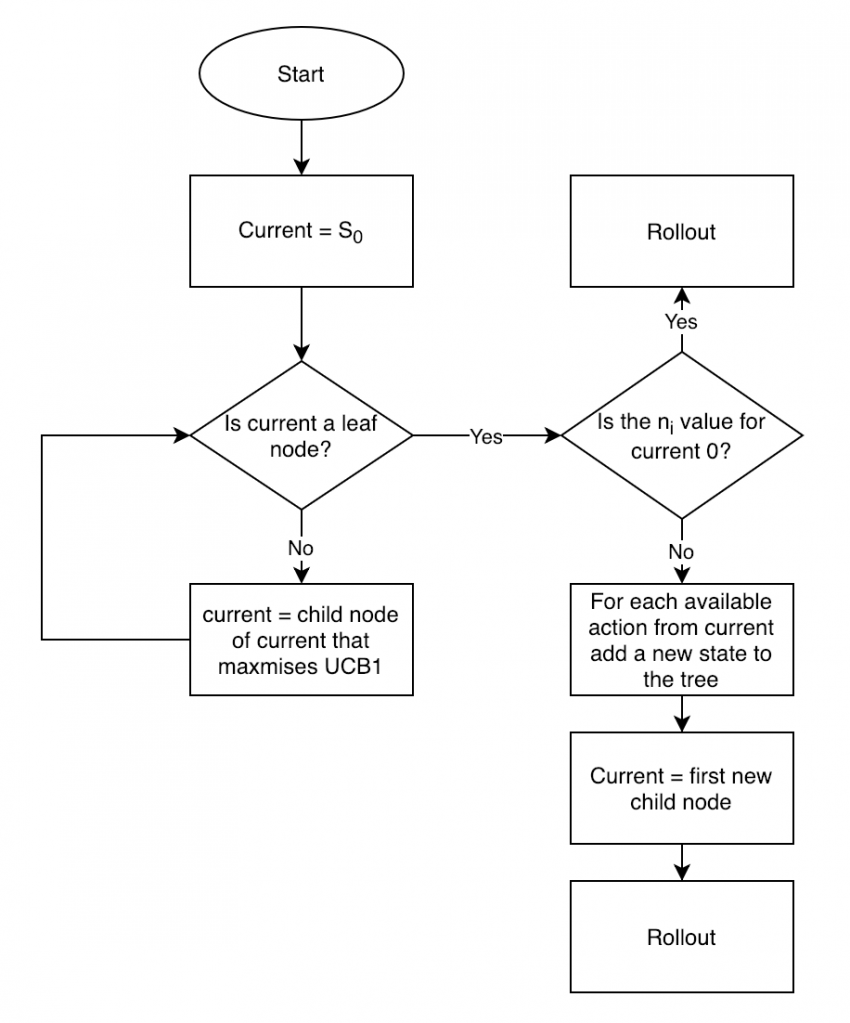 Start
Current = S₀
Rollout
Yes
Is current a leaf
node?
Yes
Is the nᵢ value for
current 0?
No
No
current = child node
of current that
maxmises UCB1
For each available
action from current
add a new state to
the tree
Current = first new
child node
Rollout